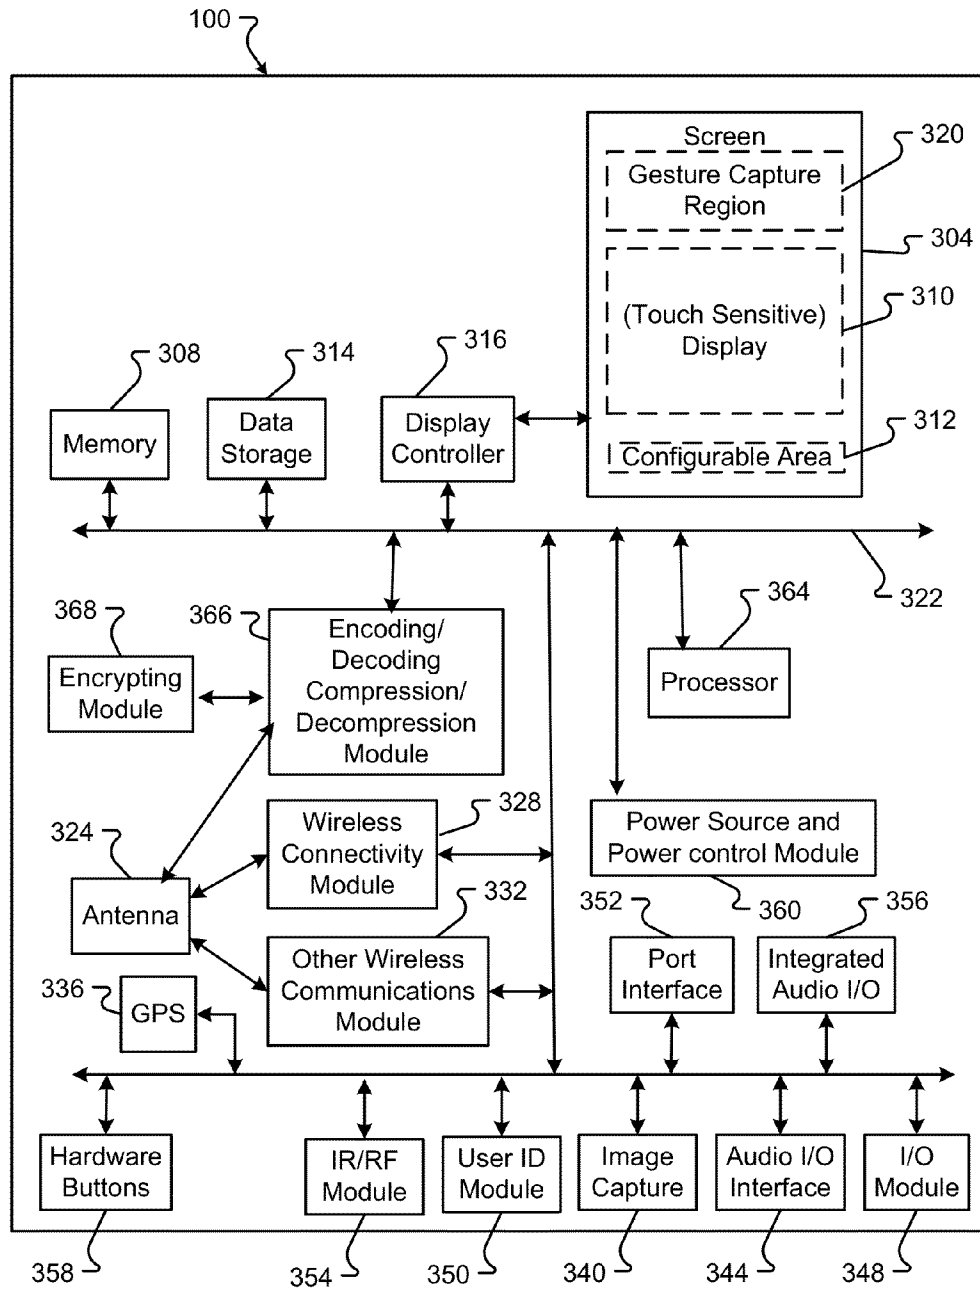 100
Screen
320
Gesture Capture
Region
304
310
(Touch Sensitive)
Display
308
314
316
312
Memory
Data
Storage
Display
Controller
Configurable Area
322
368
366
364
Encoding/
Decoding
Compression/
Decompression
Module
Encrypting
Module
Processor
328
324
Wireless
Connectivity
Module
Power Source and
Power control Module
Antenna
332
352
360
356
Other Wireless
Communications
Module
Port
Interface
Integrated
Audio I/O
336
GPS
Hardware
Buttons
IR/RF
Module
User ID
Module
Image
Capture
Audio I/O
Interface
I/O
Module
358
354
350
340
344
348